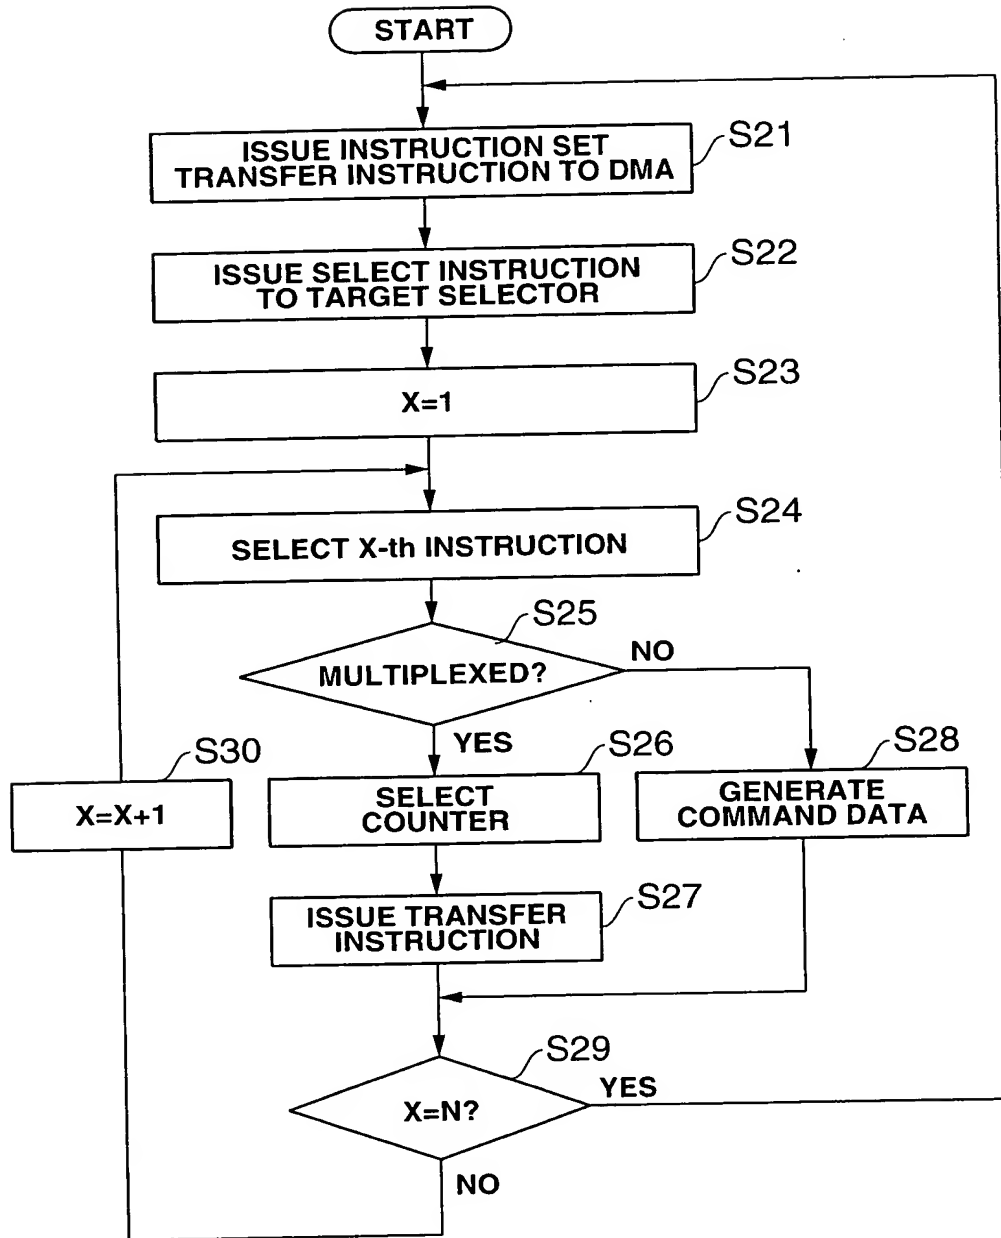 START
S21
ISSUE INSTRUCTION SET
TRANSFER INSTRUCTION TO DMA
S22
ISSUE SELECT INSTRUCTION
TO TARGET SELECTOR
S23
X=1
S24
SELECT X-th INSTRUCTION
S25
MULTIPLEXED?
NO
YES
S30
X=X+1
S26
SELECT
COUNTER
S28
GENERATE
COMMAND DATA
S27
ISSUE TRANSFER
INSTRUCTION
S29
X=N?
YES
NO